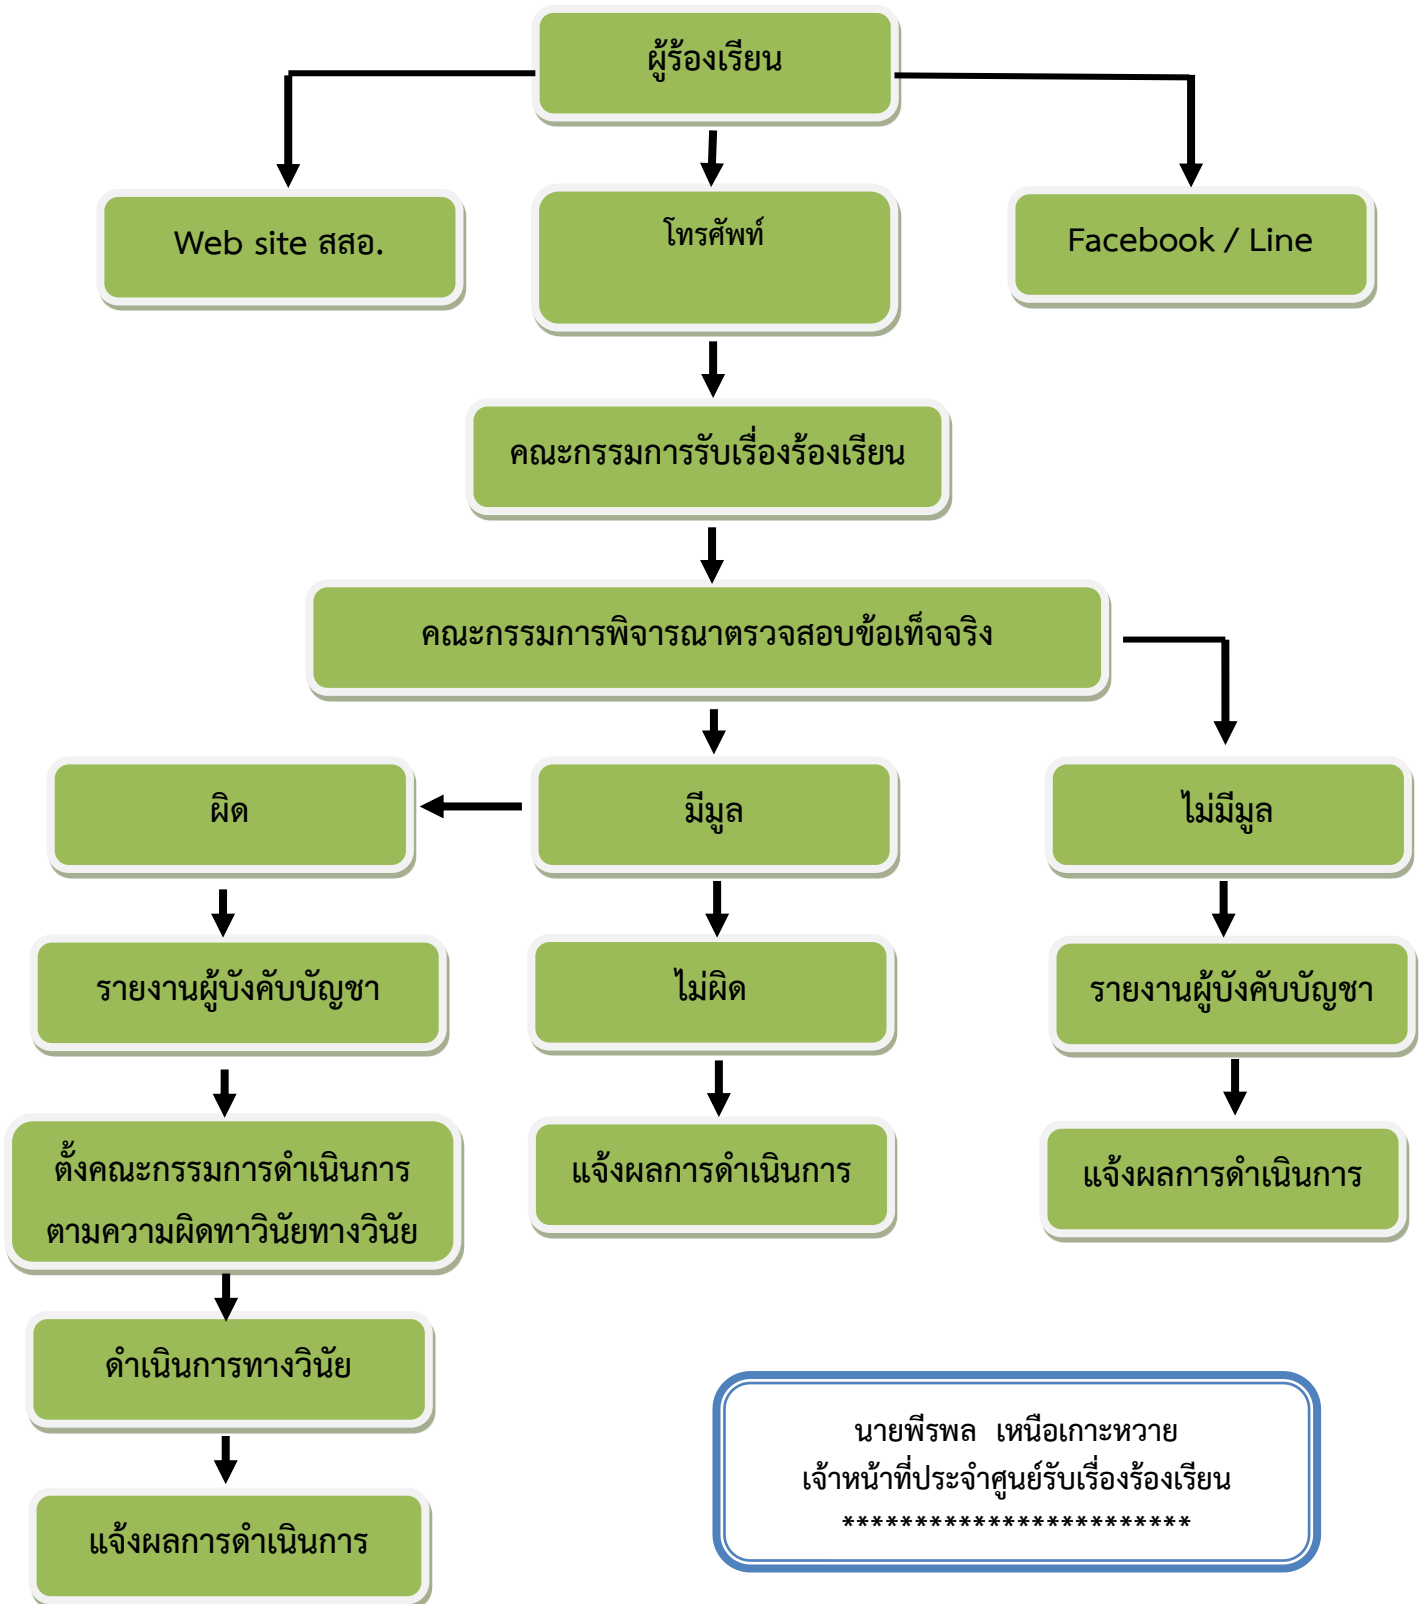 ผู้ร้องเรียน
Web site สสอ.
โทรศัพท์
Facebook / Line
คณะกรรมการรับเรื่องร้องเรียน
คณะกรรมการพิจารณาตรวจสอบข้อเท็จจริง
ผิด
มีมูล
ไม่มีมูล
รายงานผู้บังคับบัญชา
ไม่ผิด
รายงานผู้บังคับบัญชา
ตั้งคณะกรรมการดำเนินการ
ตามความผิดทาวินัยทางวินัย
แจ้งผลการดำเนินการ
แจ้งผลการดำเนินการ
ดำเนินการทางวินัย
แจ้งผลการดำเนินการ
นายพีรพล เหนือเกาะหวาย
เจ้าหน้าที่ประจำศูนย์รับเรื่องร้องเรียน
************************